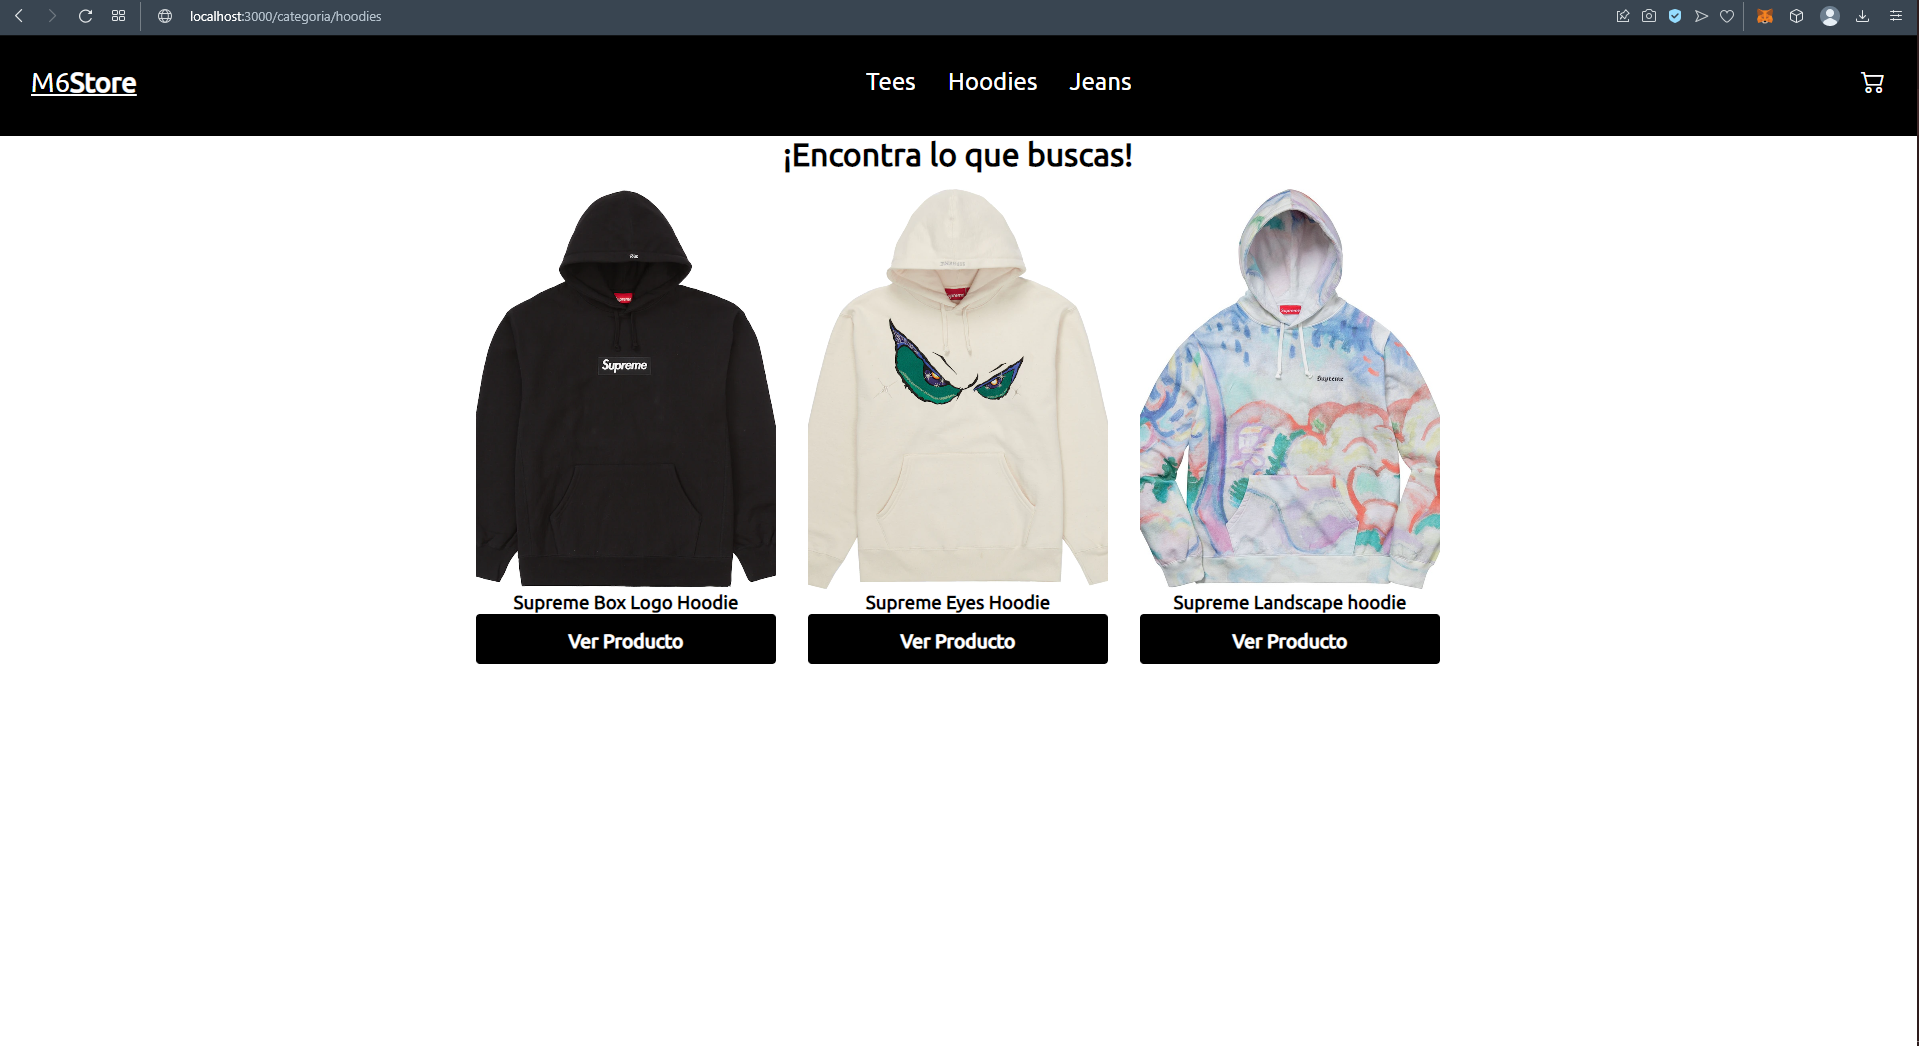 localhost:3000/categoria/hoodies
M6Store
Tees Hoodies Jeans
¡Encontra lo que buscas!
Supreme
Supreme
Supreme
Supreme Box Logo Hoodie
Supreme Eyes Hoodie
Supreme Landscape hoodie
Ver Producto
Ver Producto
Ver Producto